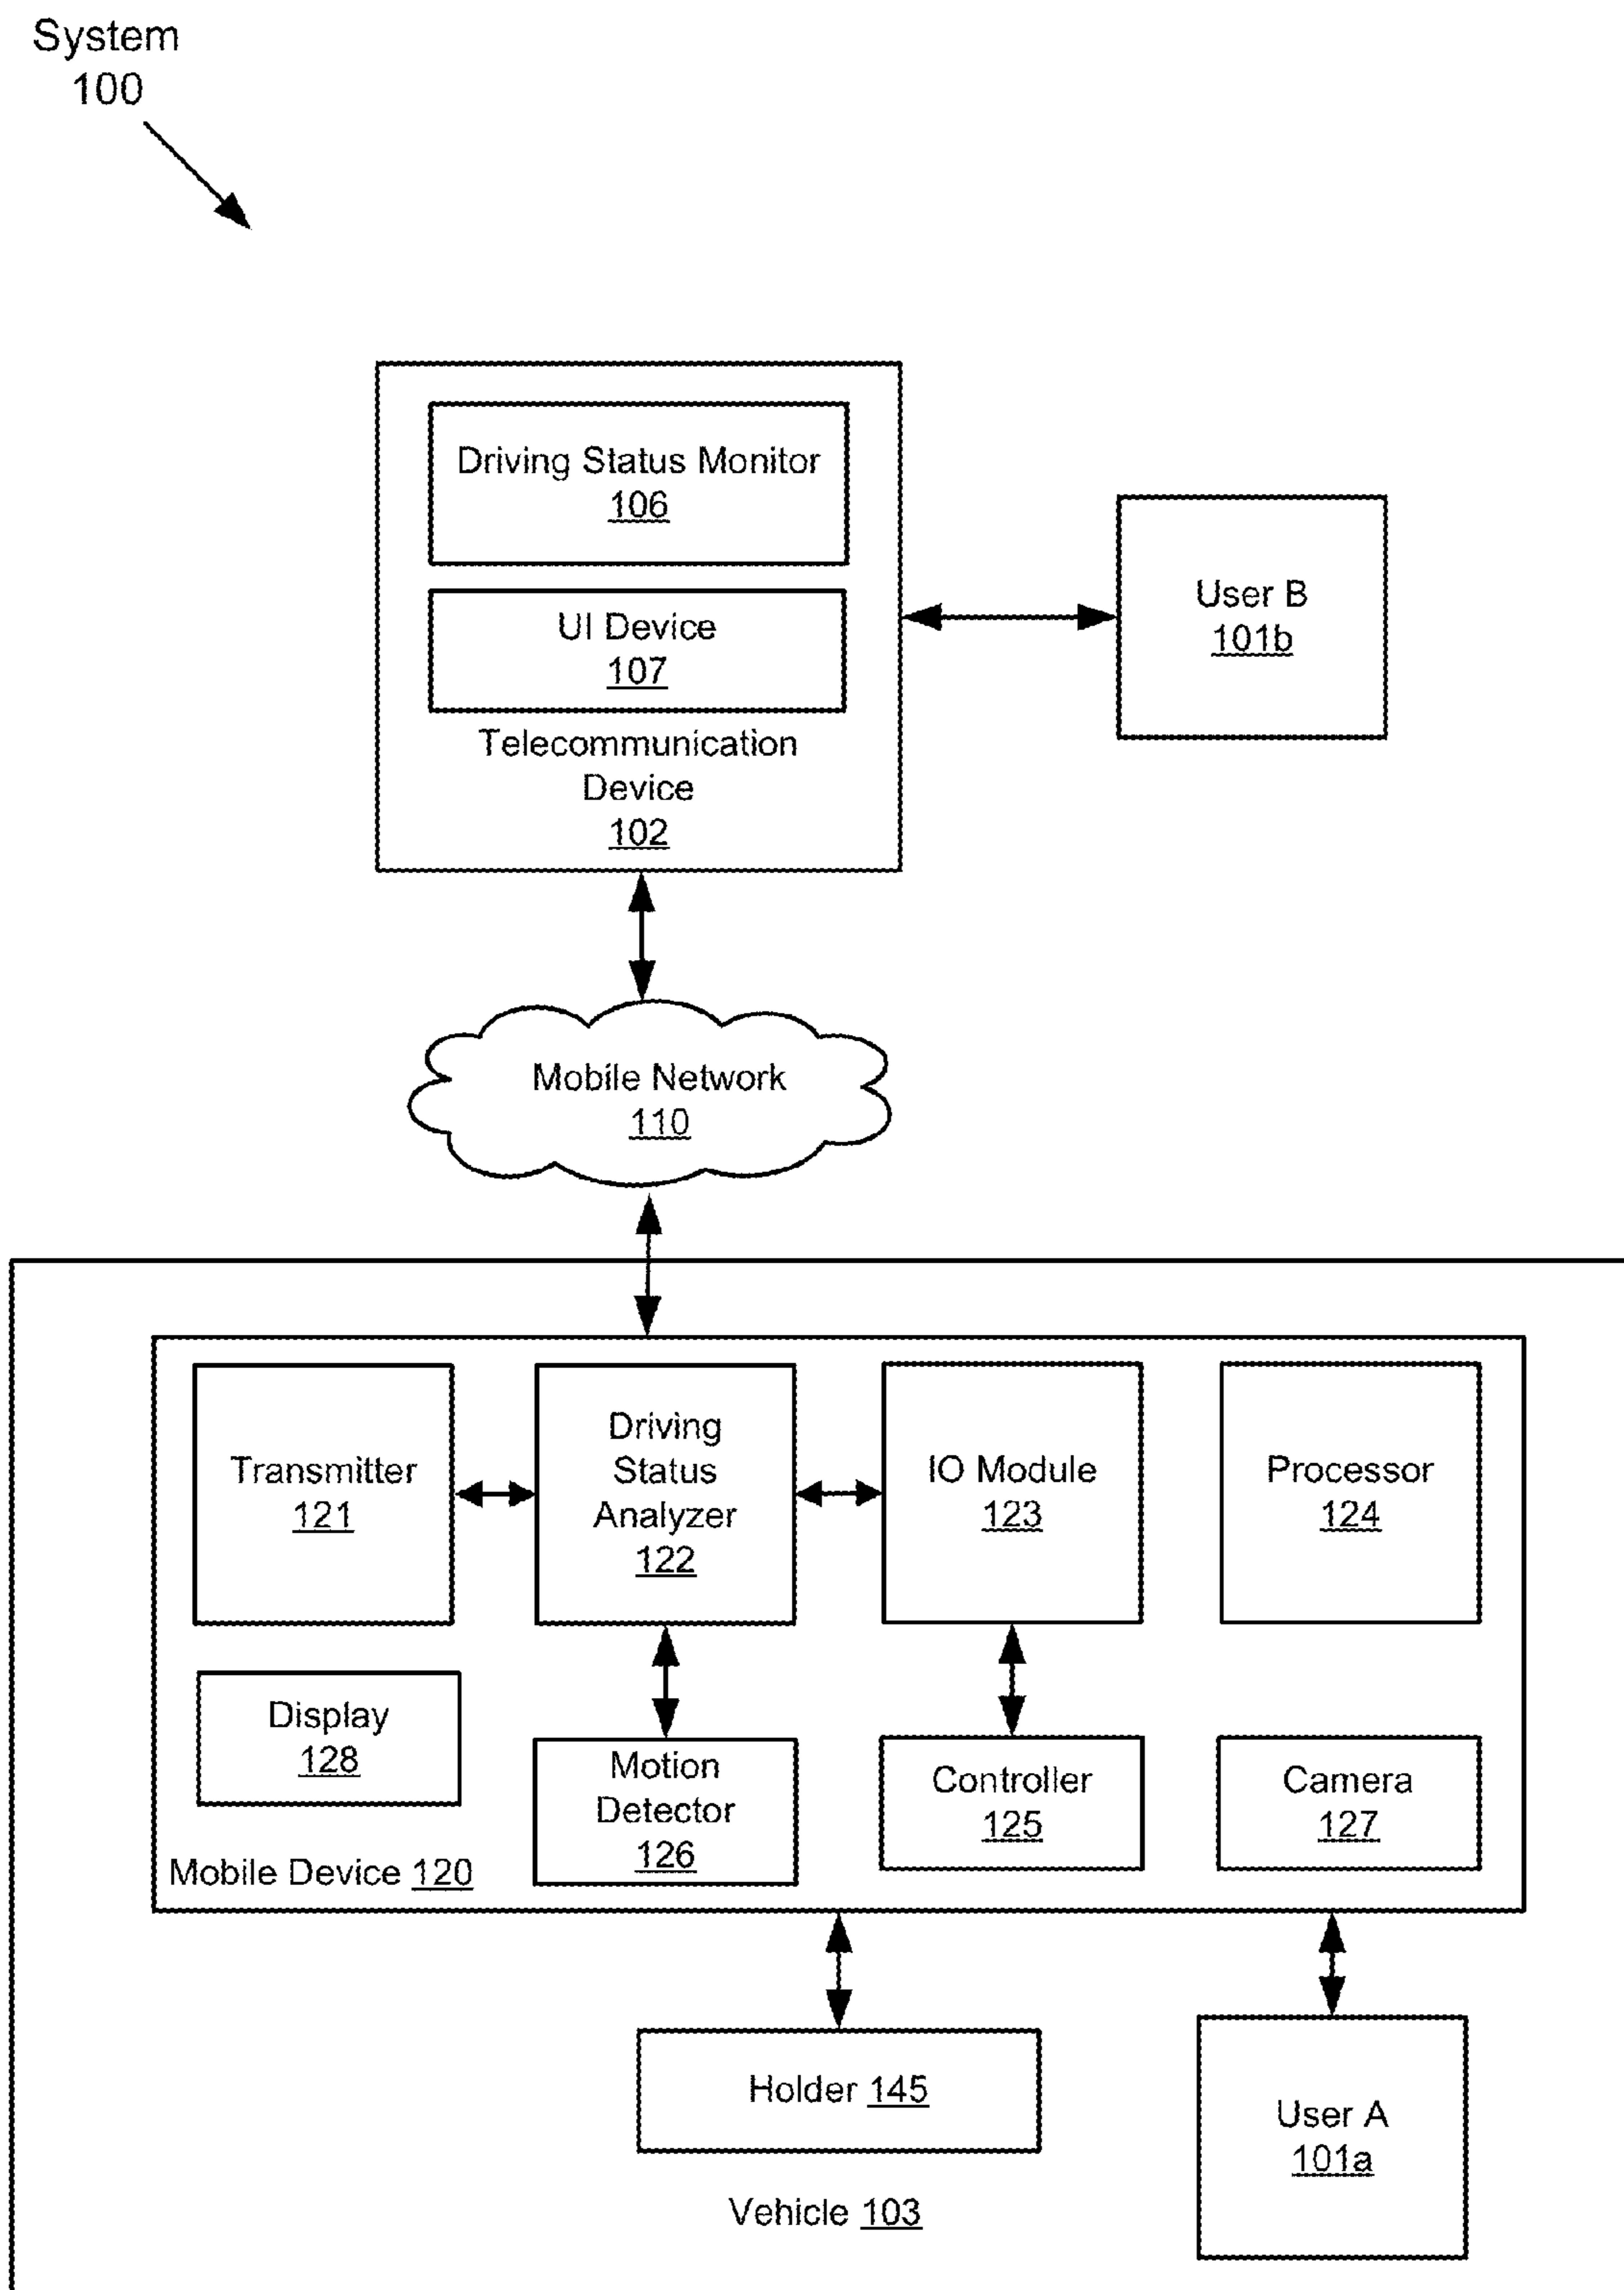 System
100
Driving Status Monitor
106
UI Device
107
Telecommunication
Device
102
User B
101b
Mobile Network
110
Transmitter
121
Driving
Status
Analyzer
122
IO Module
123
Processor
124
Display
128
Motion
Detector
126
Controller
125
Camera
127
Mobile Device 120
Holder 145
User A
101a
Vehicle 103